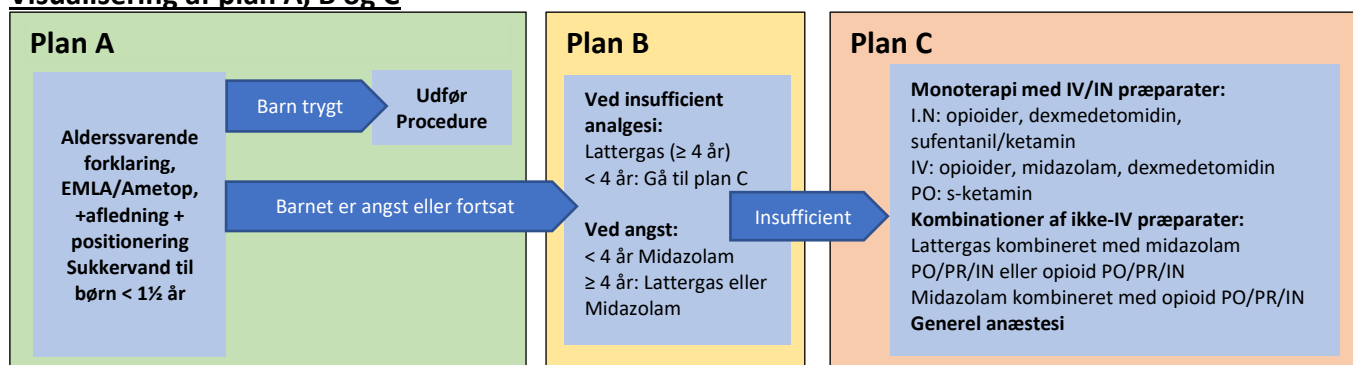 Visualisering af plan A, B og C
Plan A
Alderssvarende
forklaring,
EMLA/Ametop,
+afledning +
positionering
Sukkervand til
børn < 1½ år
Barn trygt
Udfør
Procedure
Barnet er angst eller fortsat
Plan B
Ved insufficient
analgesi:
Lattergas (≥ 4 år)
< 4 år: Gå til plan C
Ved angst:
< 4 år Midazolam
≥ 4 år: Lattergas eller
Midazolam
Insufficient
Plan C
Monoterapi med IV/IN præparater:
I.N: opioider, dexmedetomidin,
sufentanil/ketamin
IV: opioider, midazolam, dexmedetomidin
PO: s-ketamin
Kombinationer af ikke-IV præparater:
Lattergas kombineret med midazolam
PO/PR/IN eller opioid PO/PR/IN
Midazolam kombineret med opioid PO/PR/IN
Generel anæstesi